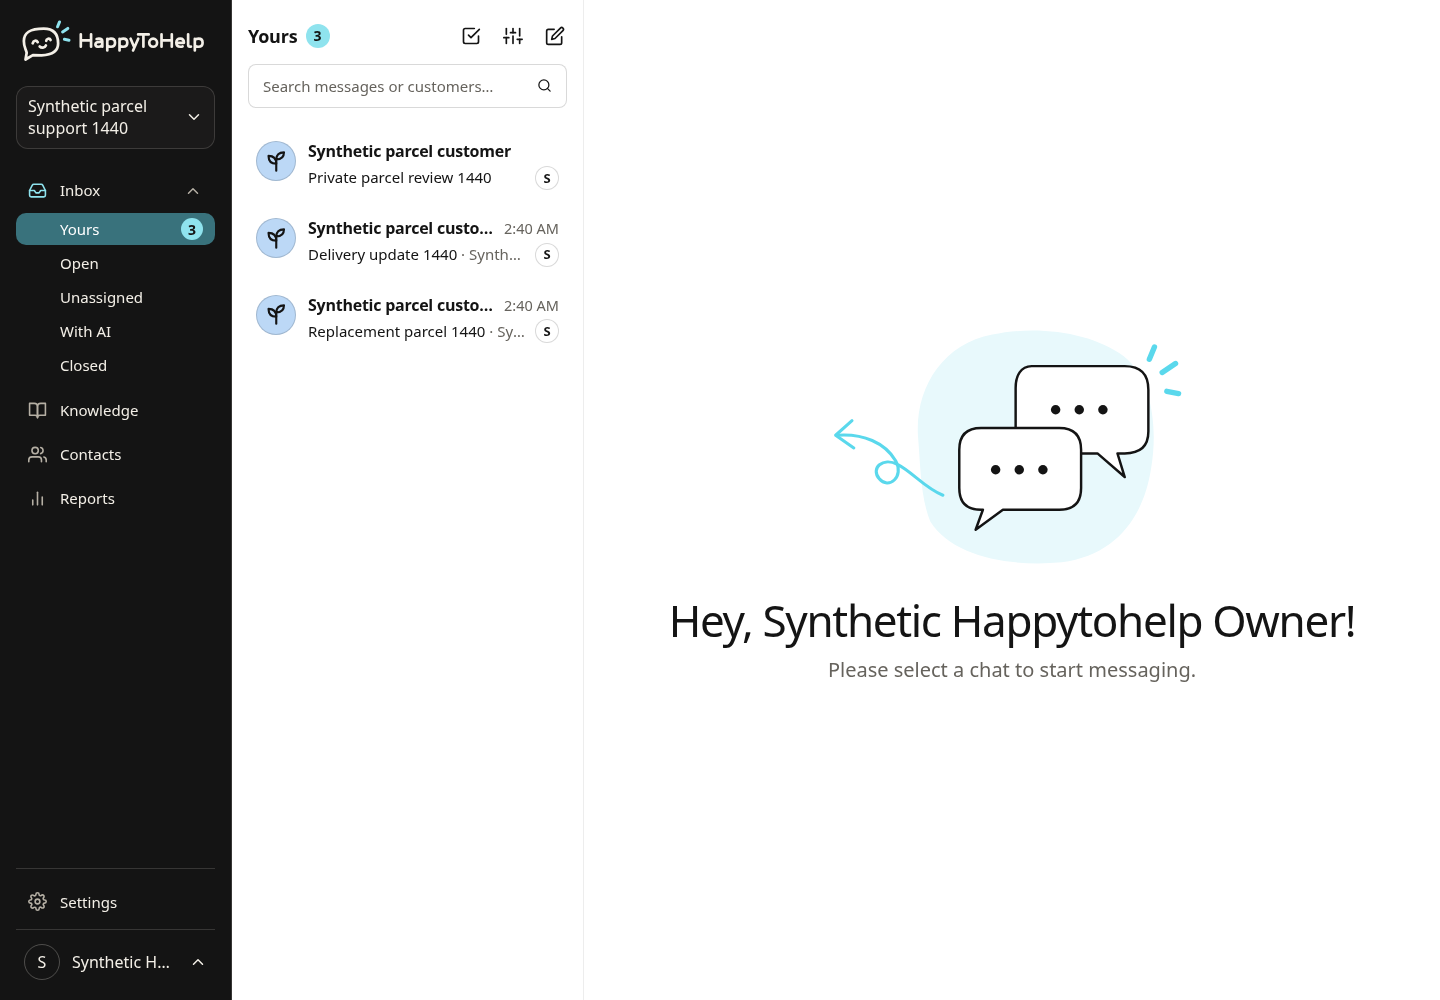 HappyToHelp
Synthetic parcel
support 1440
Inbox
Yours 3
Open
Unassigned
With AI
Closed
Knowledge
Contacts
Reports
Settings
S Synthetic H...
Yours 3
Search messages or customers...
Synthetic parcel customer
Private parcel review 1440 S
Synthetic parcel custo... 2:40 AM
Delivery update 1440 · Synth... S
Synthetic parcel custo... 2:40 AM
Replacement parcel 1440 · Sy... S
Hey, Synthetic Happytohelp Owner!
Please select a chat to start messaging.